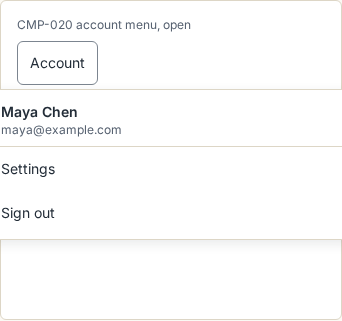 CMP-020 account menu, open
Account
Maya Chen
maya@example.com
Settings
Sign out